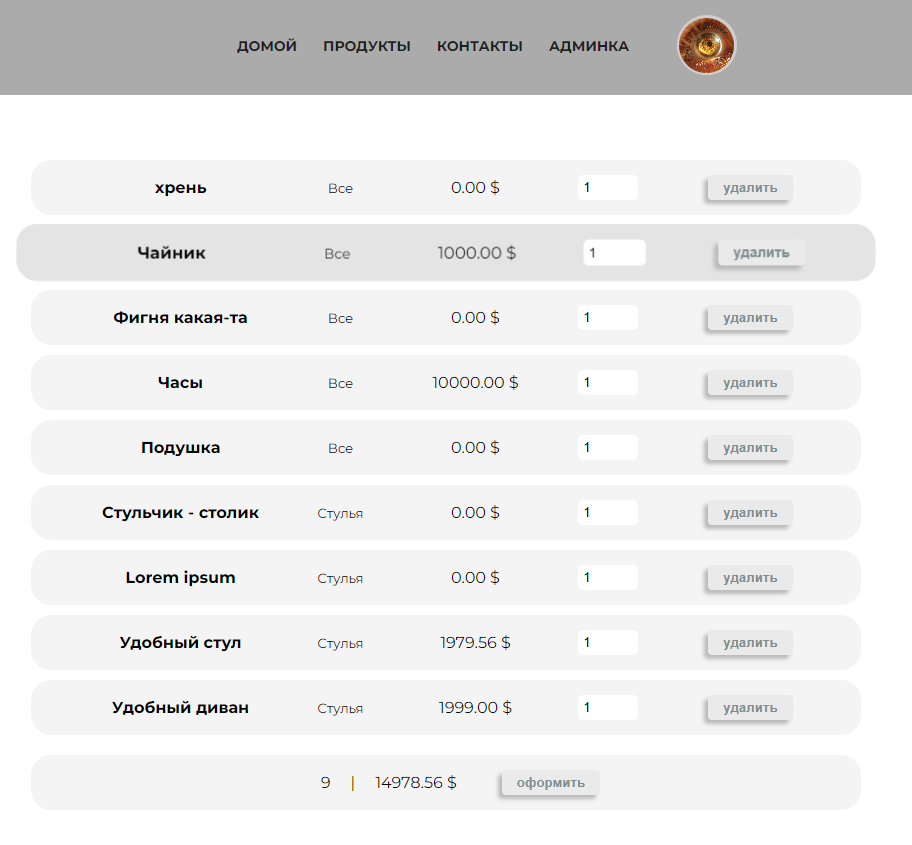 ДОМОЙ ПРОДУКТЫ КОНТАКТЫ АДМИНКА
хрень Все 0.00 $ 1 удалить
Чайник Все 1000.00 $ 1 удалить
Фигня какая-та Все 0.00 $ 1 удалить
Часы Все 10000.00 $ 1 удалить
Подушка Все 0.00 $ 1 удалить
Стульчик - столик Стулья 0.00 $ 1 удалить
Lorem ipsum Стулья 0.00 $ 1 удалить
Удобный стул Стулья 1979.56 $ 1 удалить
Удобный диван Стулья 1999.00 $ 1 удалить
9 | 14978.56 $ оформить